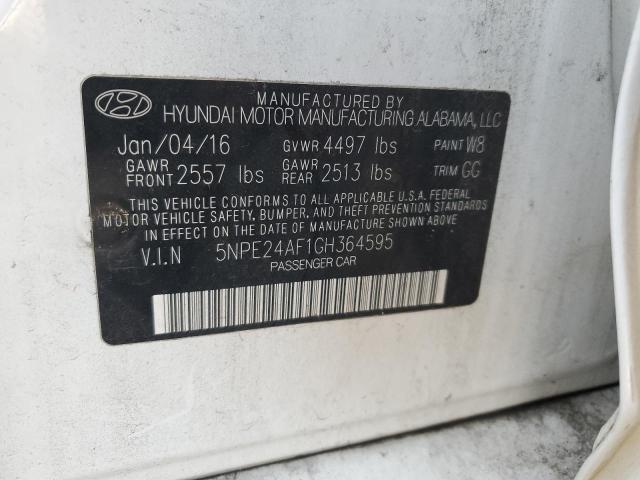 MANUFACTURED BY
HYUNDAI MOTOR MANUFACTURING ALABAMA, LLC
Jan/04/16 GVWR 4497 lbs PAINT W8
GAWR FRONT 2557 lbs GAWR REAR 2513 lbs TRIM GG
THIS VEHICLE CONFORMS TO ALL APPLICABLE U.S.A. FEDERAL
MOTOR VEHICLE SAFETY, BUMPER, AND THEFT PREVENTION STANDARDS
IN EFFECT ON THE DATE OF MANUFACTURE SHOWN ABOVE.
V.I.N 5NPE24AF1GH364595
PASSENGER CAR